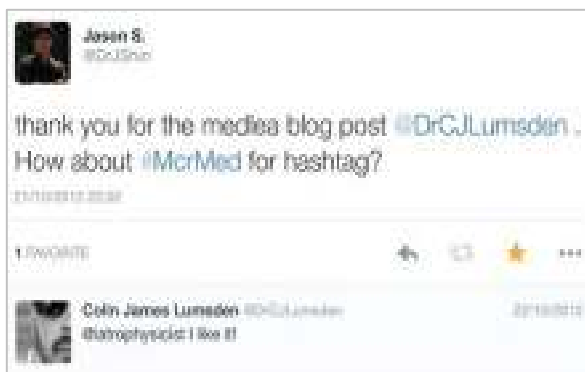 Jason S.
thank you for the medlea blog post @DrCJLumsden .
How about #McrMed for hashtag?
1 FAVORITE
Colin James Lumsden @DrCJLumsden
I like it!